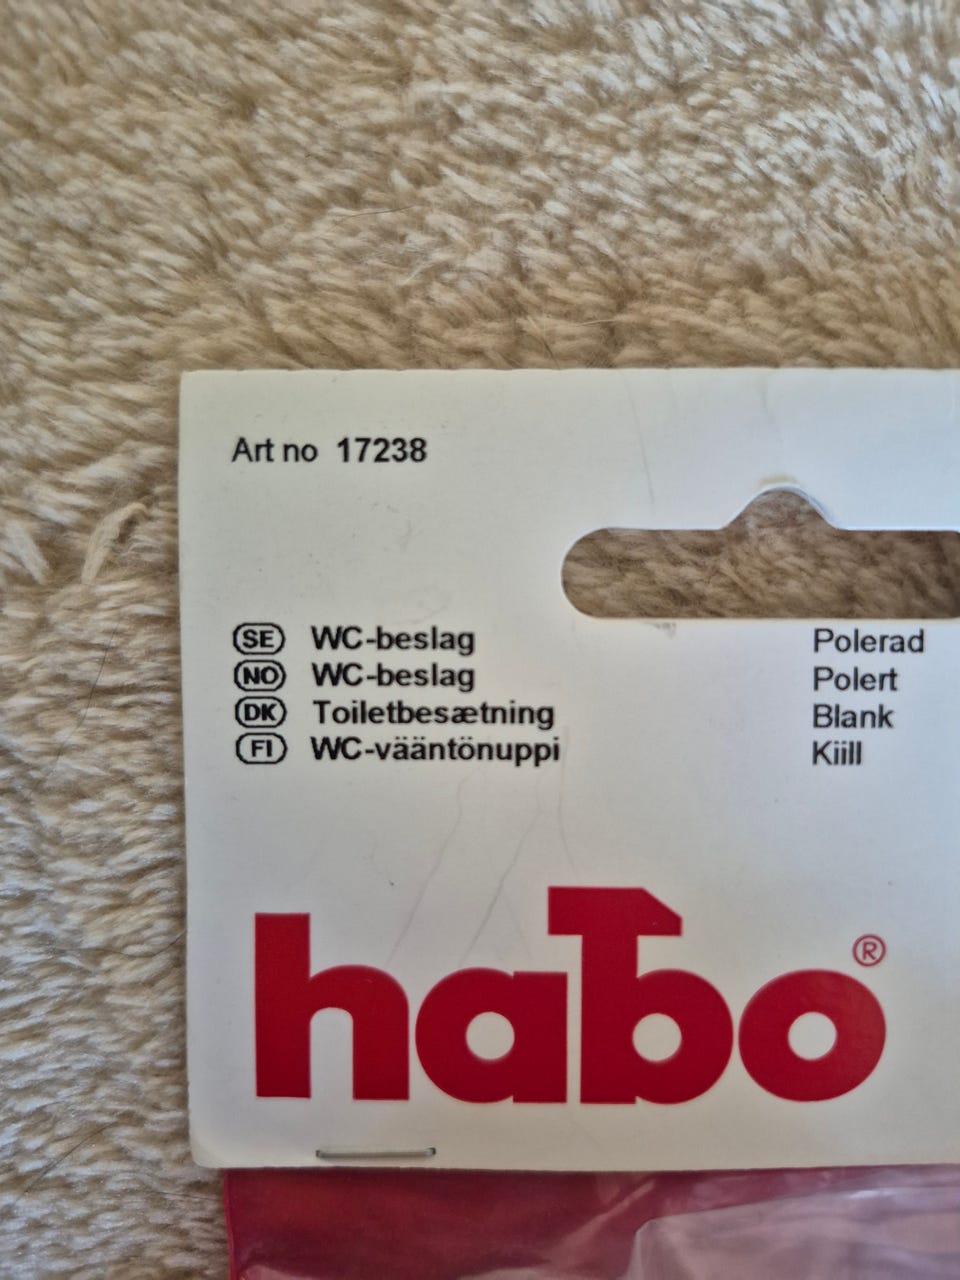 Art no 17238
SE WC-beslag Polerad
NO WC-beslag Polert
DK Toiletbesætning Blank
FI WC-vääntönuppi Kiill
habo®